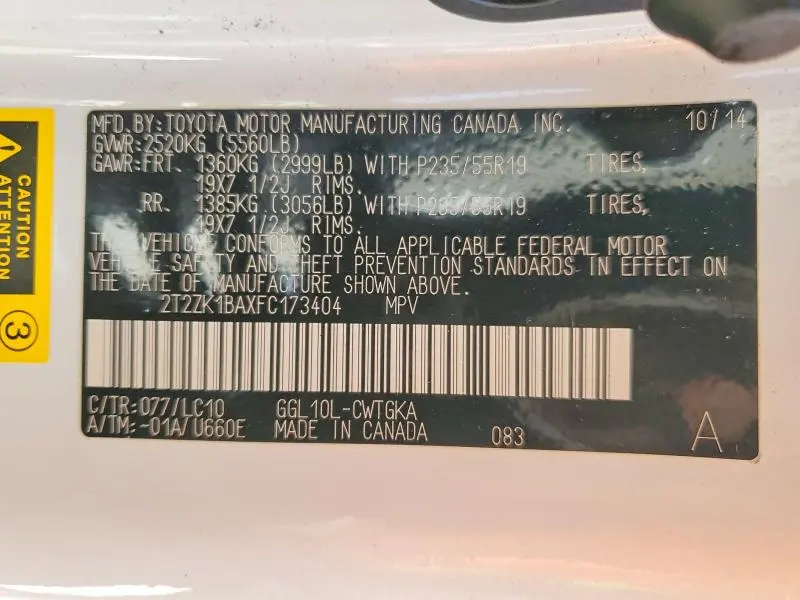 MFD. BY: TOYOTA MOTOR MANUFACTURING CANADA INC. 10/14
GVWR: 2520KG (5560LB)
GAWR: FRT. 1360KG (2999LB) WITH P235/55R19 TIRES,
19X7 1/2J RIMS.
RR. 1385KG (3056LB) WITH P235/55R19 TIRES,
19X7 1/2J RIMS.
THIS VEHICLE CONFORMS TO ALL APPLICABLE FEDERAL MOTOR
VEHICLE SAFETY AND THEFT PREVENTION STANDARDS IN EFFECT ON
THE DATE OF MANUFACTURE SHOWN ABOVE.
2T2ZK1BAXFC173404 MPV
C/TR: 077/LC10 GGL10L-CWTGKA
A/TM: -01A/U660E MADE IN CANADA 083 A
CAUTION
ATTENTION
3